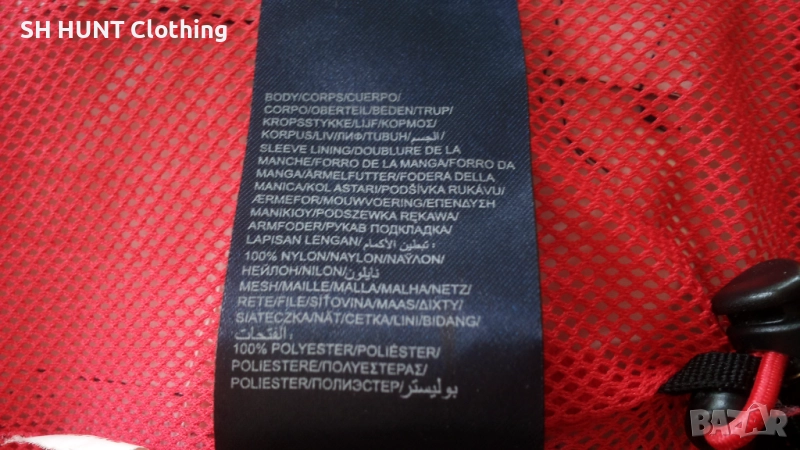 SH HUNT Clothing
BODY/CORPS/CUERPO/
CORPO/OBERTEIL/BEDEN/TRUP/
KROPSSTYKKE/LIJF/ΚΟΡΜΟΣ/
KORPUS/LIV/ЛИФ/TUBUH/الجسم/
SLEEVE LINING/DOUBLURE DE LA
MANCHE/FORRO DE LA MANGA/FORRO DA
MANGA/ÄRMELFUTTER/FODERA DELLA
MANICA/KOL ASTARI/PODŠÍVKA RUKÁVU/
ÆRMEFOR/MOUWVOERING/ΕΠΕΝΔΥΣΗ
ΜΑΝΙΚΙΟΥ/PODSZEWKA RĘKAWA/
ARMFODER/РУКАВ ПОДКЛАДКА/
LAPISAN LENGAN/تبطين الأكمام:
100% NYLON/NAYLON/ΝΑΫΛΟΝ/
НЕЙЛОН/NILON/نايلون
MESH/MAILLE/MALLA/MALHA/NETZ/
RETE/FILE/SÍŤOVINA/MAAS/ΔΙΧΤΥ/
SIATECZKA/NÄT/СЕТКА/LINI/BIDANG/
الفتحات:
100% POLYESTER/POLIÉSTER/
POLIESTERE/ΠΟΛΥΕΣΤΕΡΑΣ/
POLIESTER/ПОЛИЭСТЕР/بوليستر
BAZAR